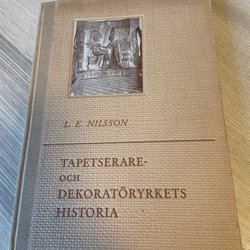 L. E. NILSSON
TAPETSERARE-
OCH
DEKORATÖRYRKETS
HISTORIA